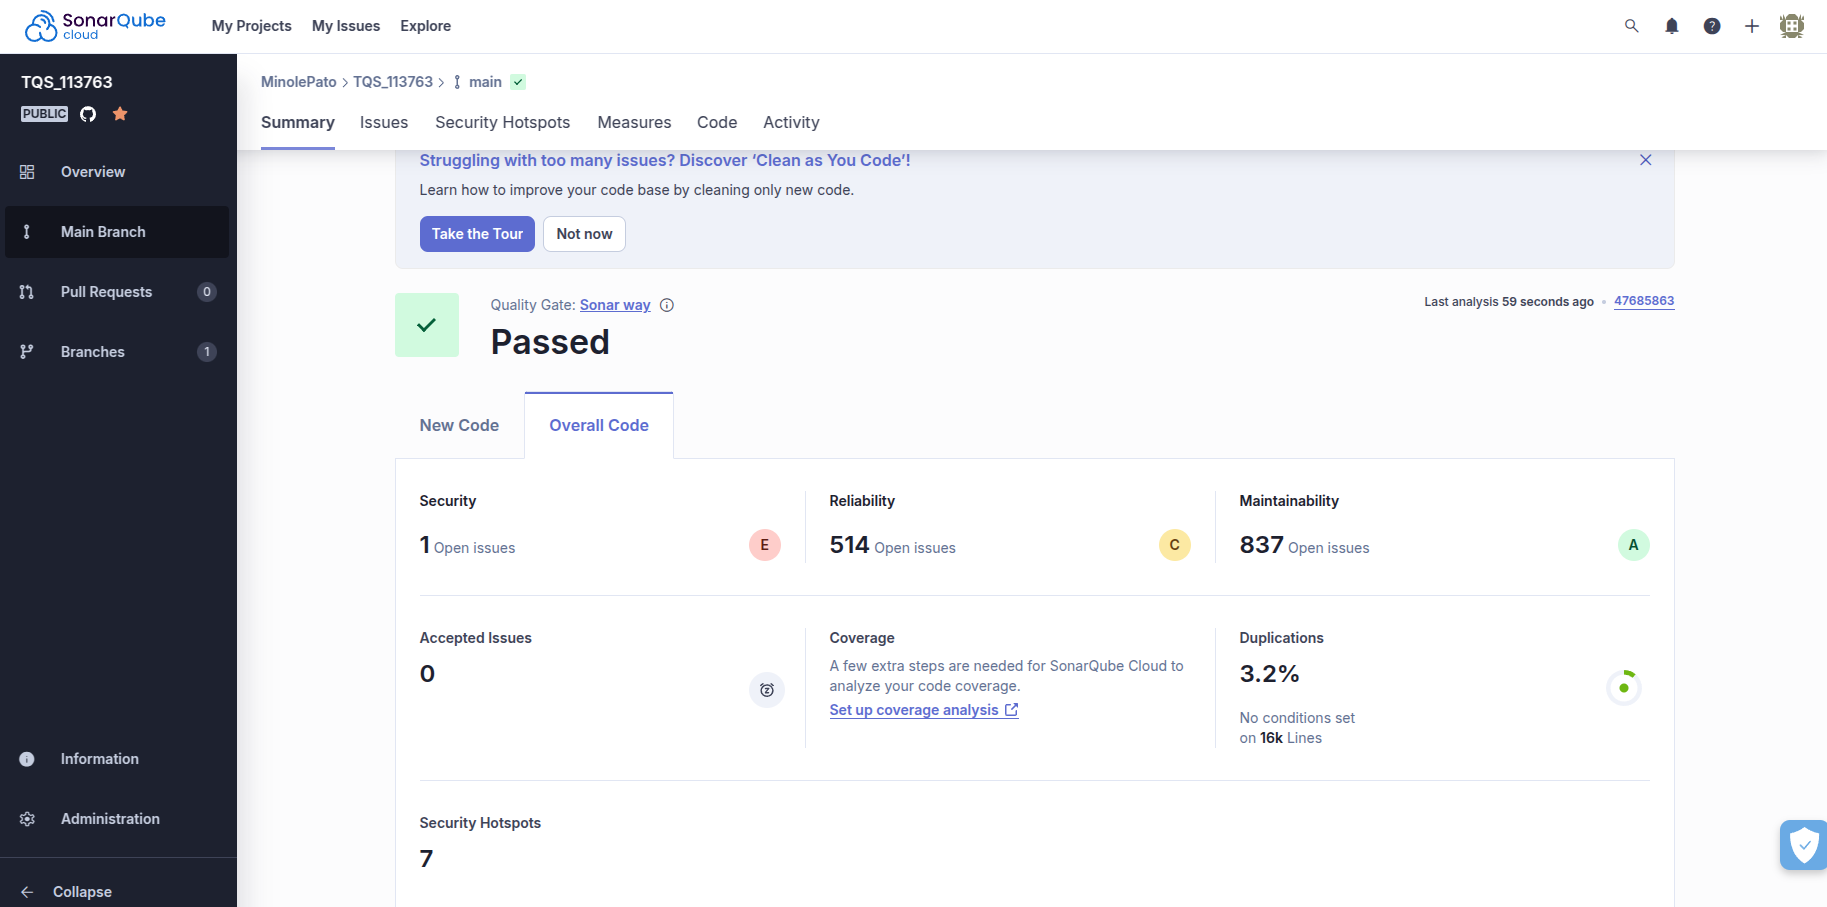 SonarQube cloud
My Projects My Issues Explore
TQS_113763
PUBLIC
Overview
Main Branch
Pull Requests 0
Branches 1
Information
Administration
Collapse
MinolePato > TQS_113763 > main
Summary Issues Security Hotspots Measures Code Activity
Struggling with too many issues? Discover ‘Clean as You Code’!
Learn how to improve your code base by cleaning only new code.
Take the Tour Not now
Quality Gate: Sonar way
Passed
Last analysis 59 seconds ago • 47685863
New Code Overall Code
Security
1 Open issues E
Reliability
514 Open issues C
Maintainability
837 Open issues A
Accepted Issues
0
Coverage
A few extra steps are needed for SonarQube Cloud to
analyze your code coverage.
Set up coverage analysis
Duplications
3.2%
No conditions set
on 16k Lines
Security Hotspots
7